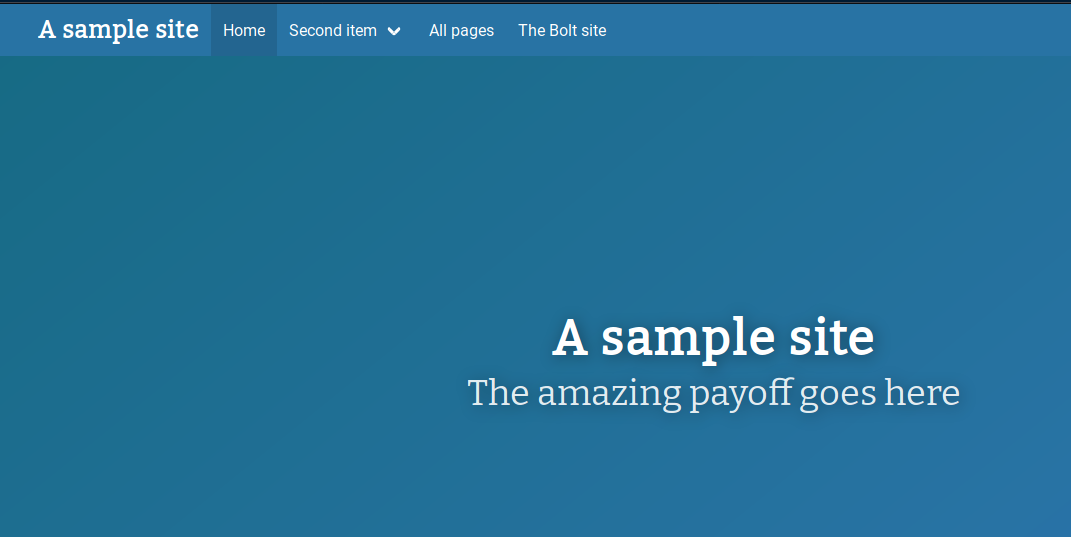 A sample site Home Second item All pages The Bolt site
A sample site
The amazing payoff goes here